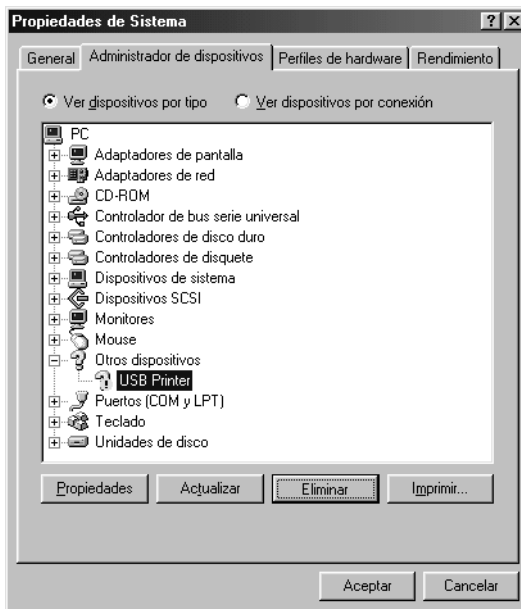 Propiedades de Sistema
General Administrador de dispositivos Perfiles de hardware Rendimiento
Ver dispositivos por tipo Ver dispositivos por conexión
PC
Adaptadores de pantalla
Adaptadores de red
CD-ROM
Controlador de bus serie universal
Controladores de disco duro
Controladores de disquete
Dispositivos de sistema
Dispositivos SCSI
Monitores
Mouse
Otros dispositivos
USB Printer
Puertos (COM y LPT)
Teclado
Unidades de disco
Propiedades Actualizar Eliminar Imprimir...
Aceptar Cancelar